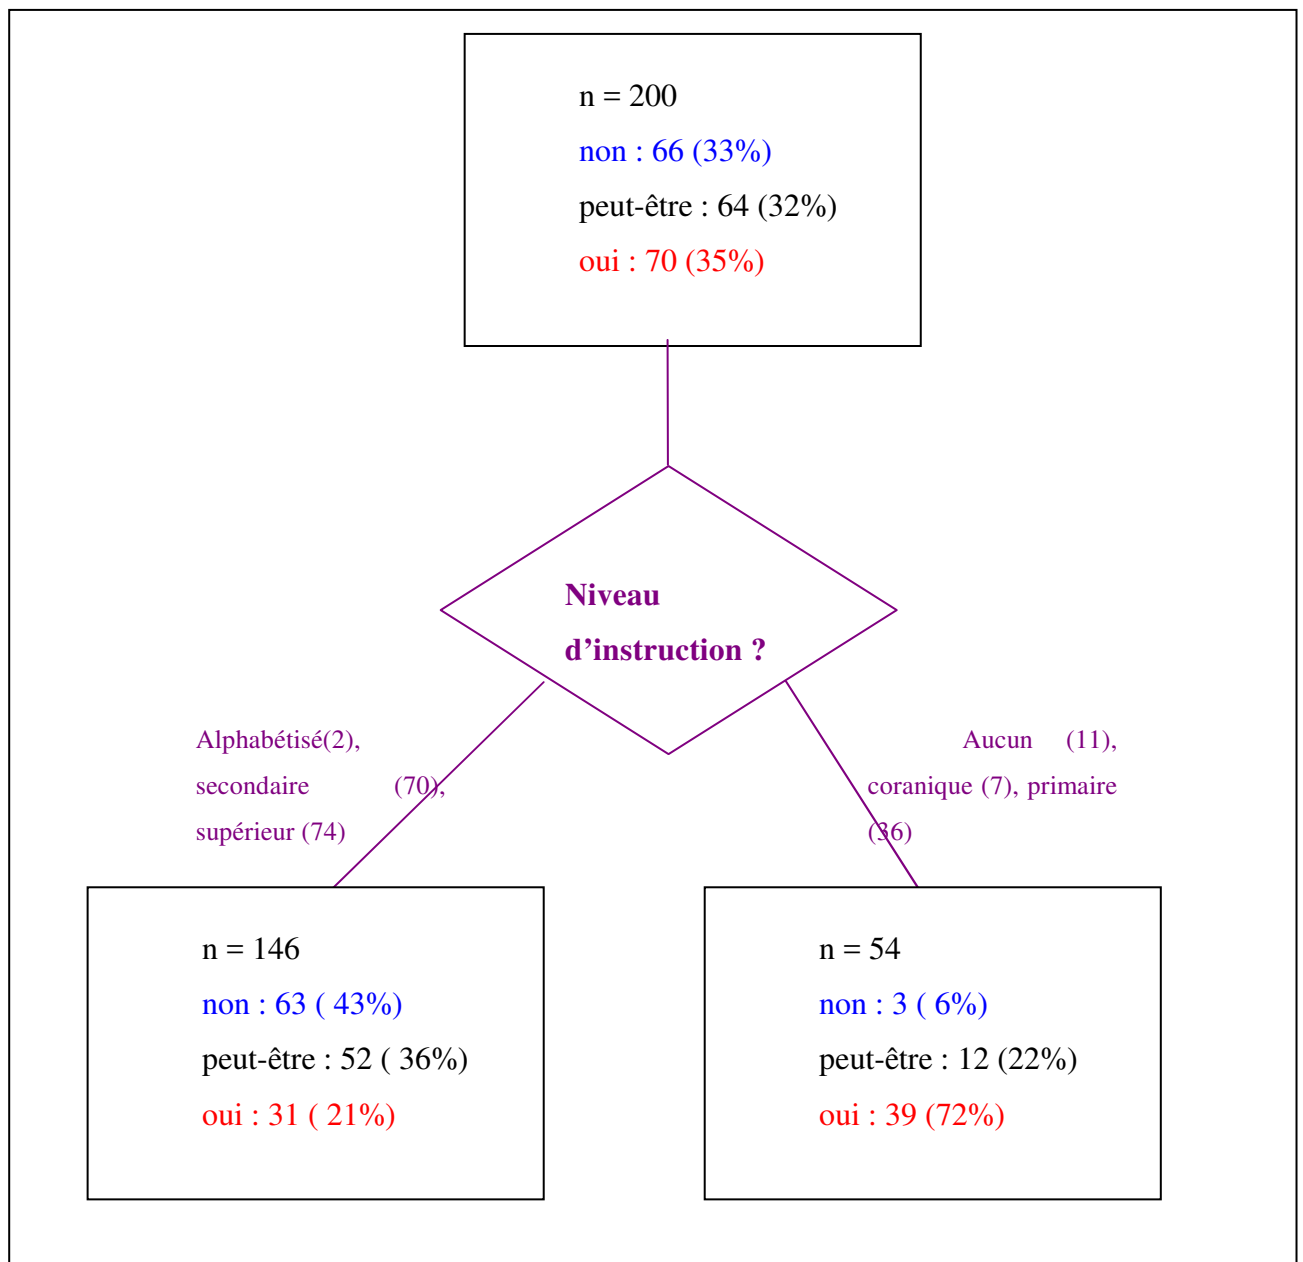 n = 200
non : 66 (33%)
peut-être : 64 (32%)
oui : 70 (35%)
Niveau
d’instruction ?
Alphabétisé(2),
secondaire (70),
supérieur (74)
Aucun (11),
coranique (7), primaire
(36)
n = 146
non : 63 ( 43%)
peut-être : 52 ( 36%)
oui : 31 ( 21%)
n = 54
non : 3 ( 6%)
peut-être : 12 (22%)
oui : 39 (72%)